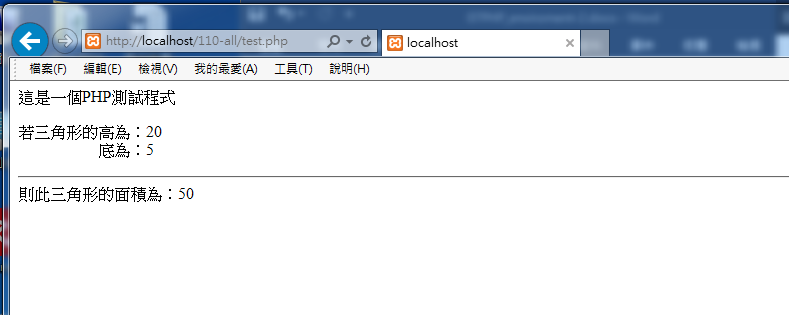 http://localhost/110-all/test.php
localhost
檔案(F) 編輯(E) 檢視(V) 我的最愛(A) 工具(T) 說明(H)
這是一個PHP測試程式
若三角形的高為：20
底為：5
則此三角形的面積為：50